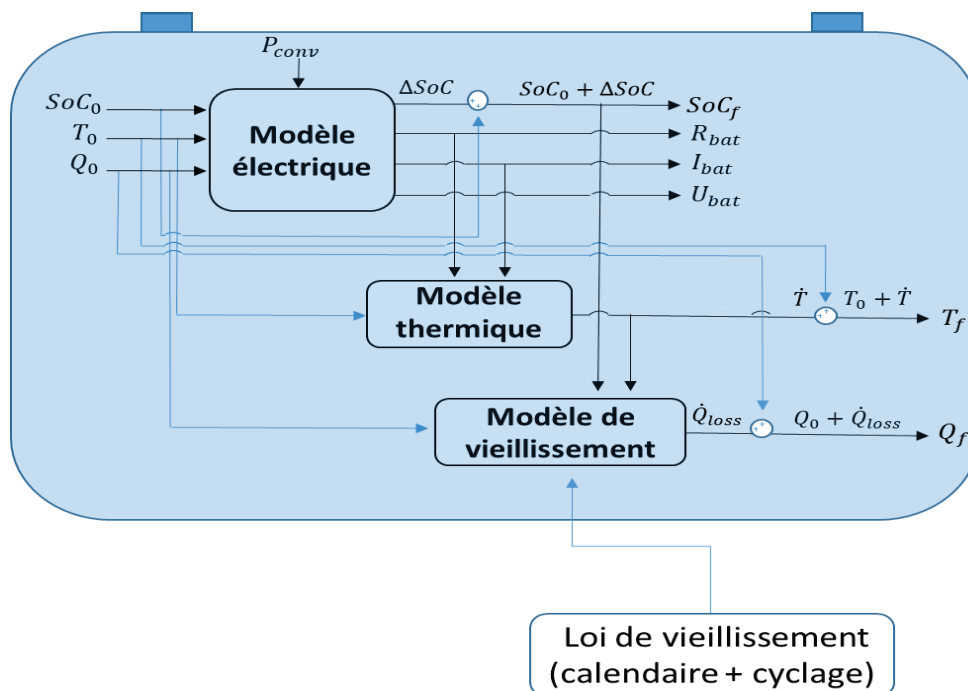 P_conv
SoC_0
T_0
Q_0
Modèle
électrique
ΔSoC
SoC_0 + ΔSoC
SoC_f
R_bat
I_bat
U_bat
Modèle
thermique
Ṫ
T_0 + Ṫ
T_f
Modèle de
vieillissement
Q̇_loss
Q_0 + Q̇_loss
Q_f
Loi de vieillissement
(calendaire + cyclage)